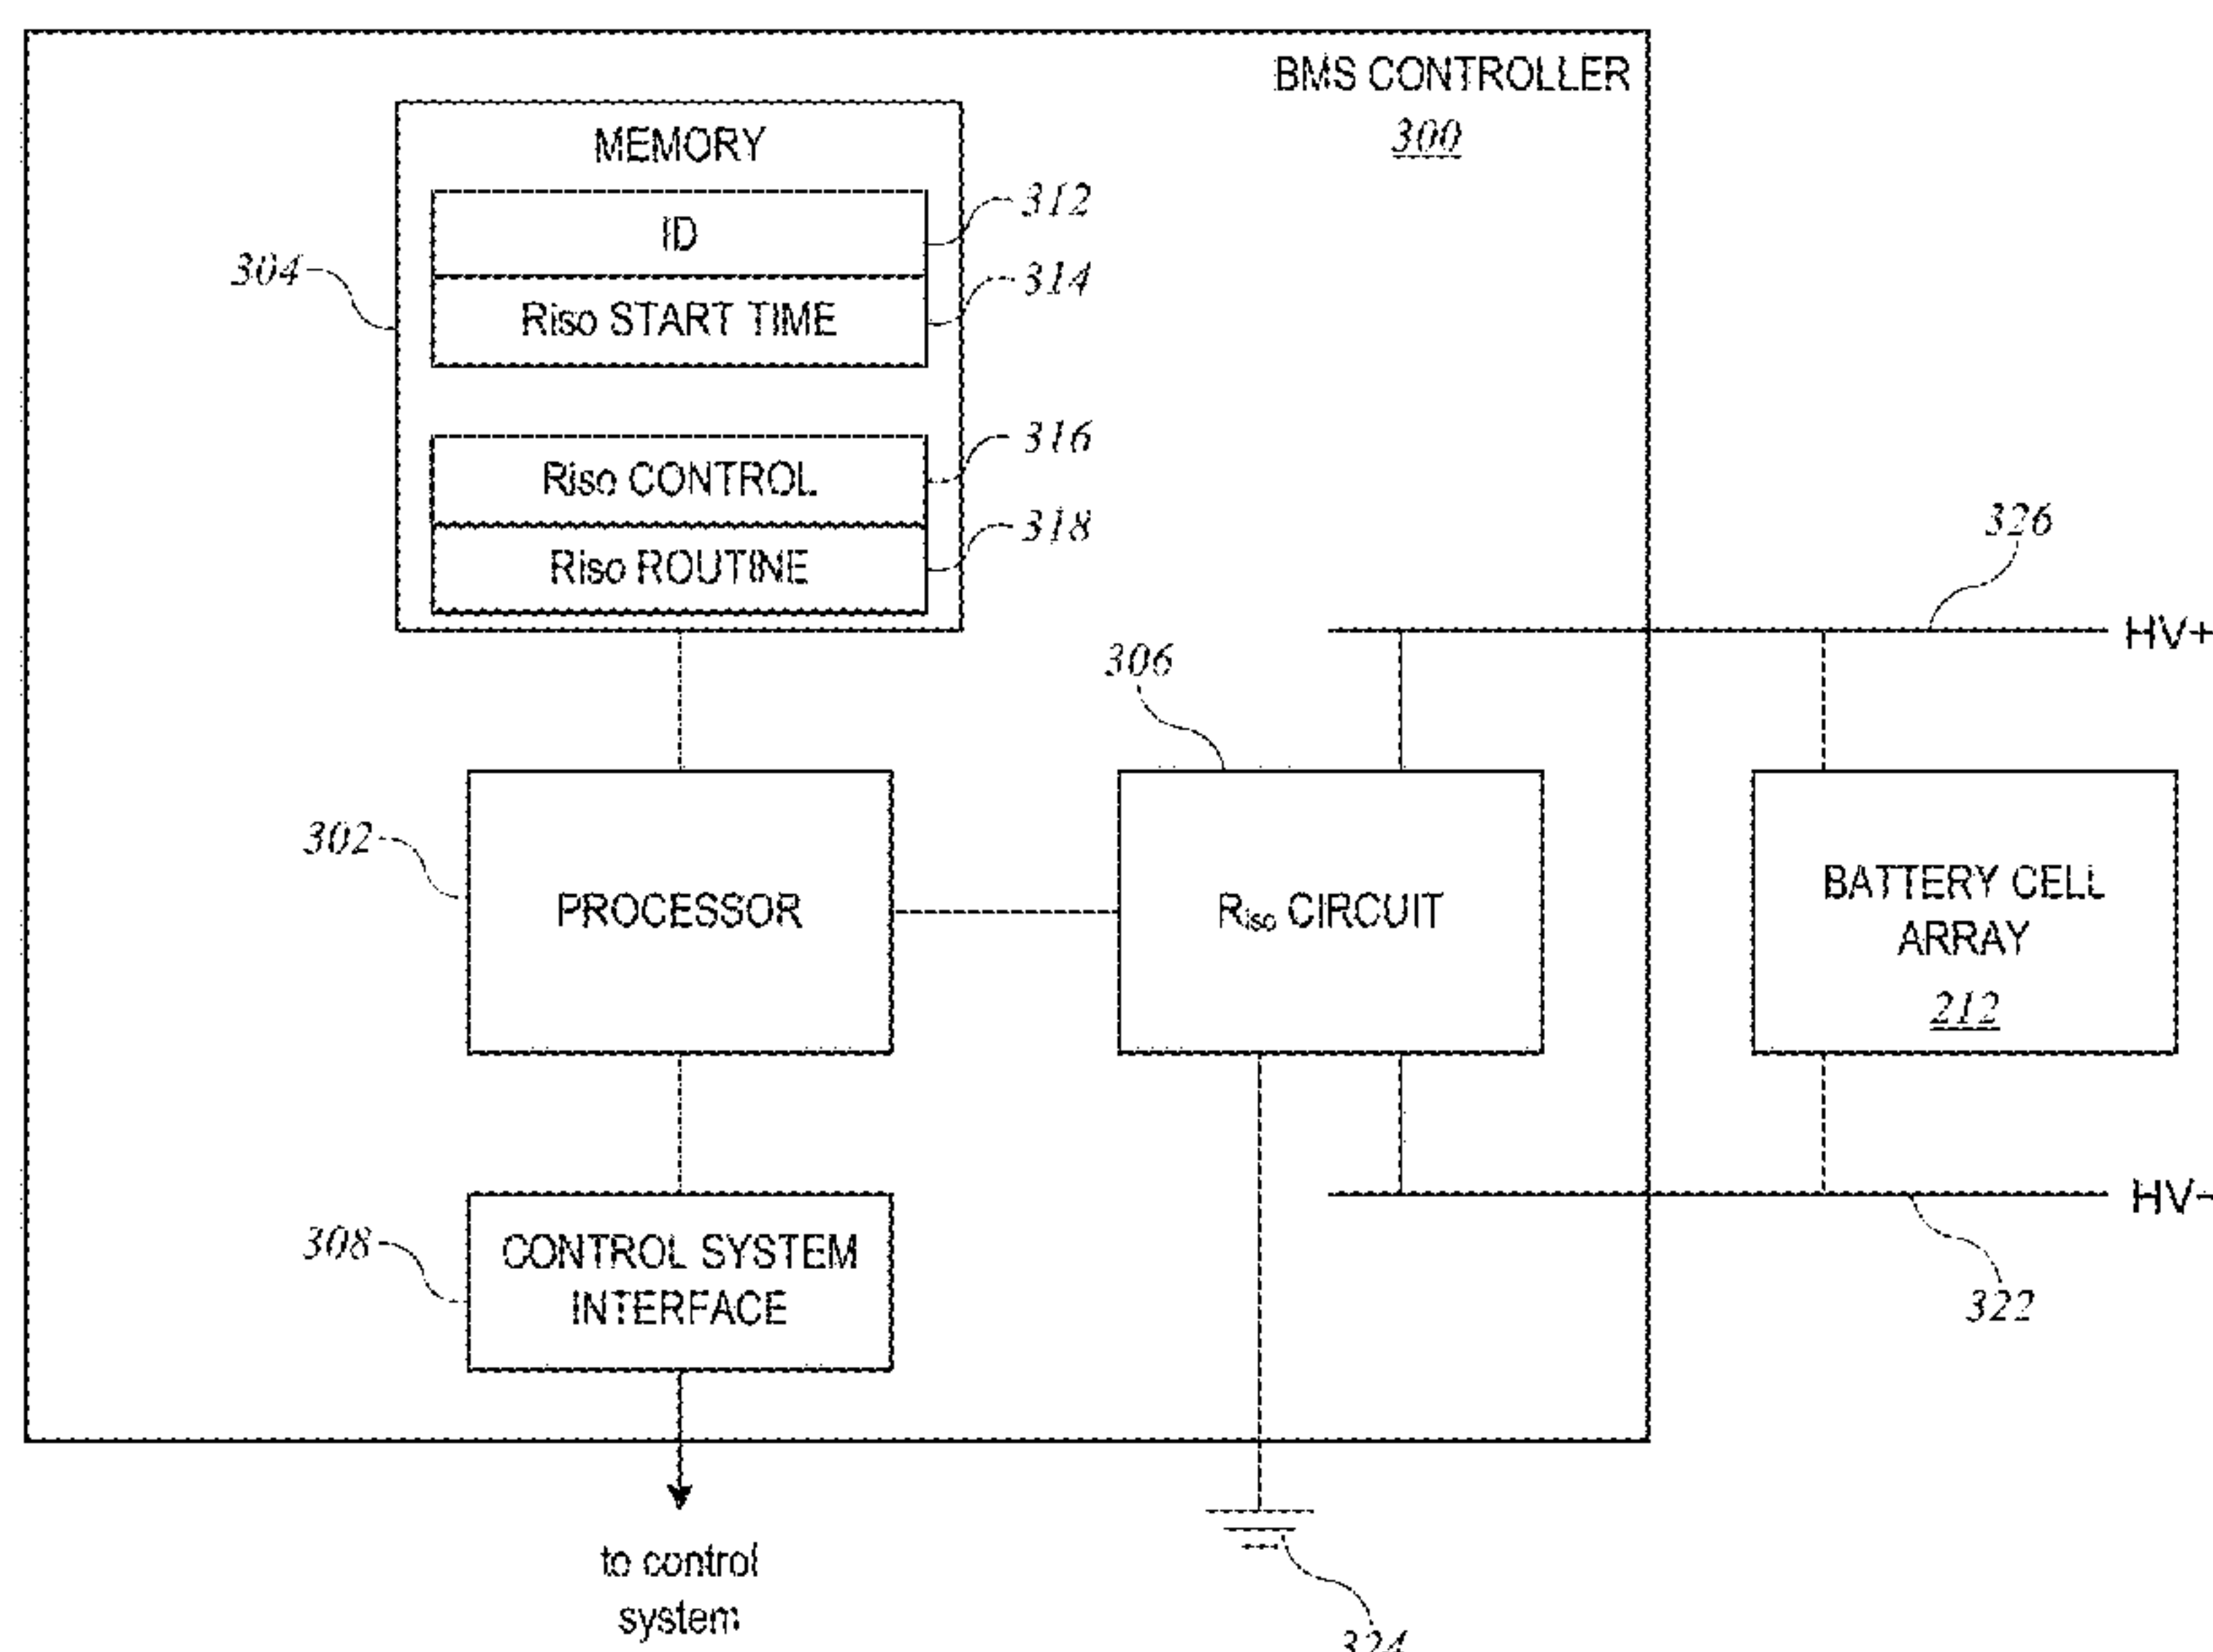 BMS CONTROLLER
300
MEMORY
312
ID
304
314
Riso START TIME
316
Riso CONTROL
318
Riso ROUTINE
326
HV+
306
302
PROCESSOR
Riso CIRCUIT
BATTERY CELL
ARRAY
212
HV-
308
CONTROL SYSTEM
INTERFACE
322
to control
system
324